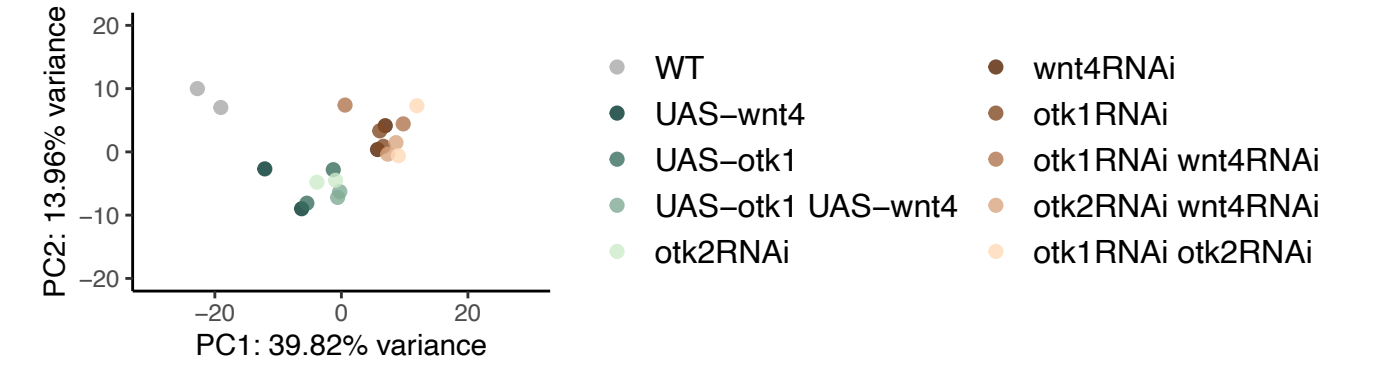 PC2: 13.96% variance
20
10
0
−10
−20
−20 0 20
PC1: 39.82% variance
WT
UAS−wnt4
UAS−otk1
UAS−otk1 UAS−wnt4
otk2RNAi
wnt4RNAi
otk1RNAi
otk1RNAi wnt4RNAi
otk2RNAi wnt4RNAi
otk1RNAi otk2RNAi